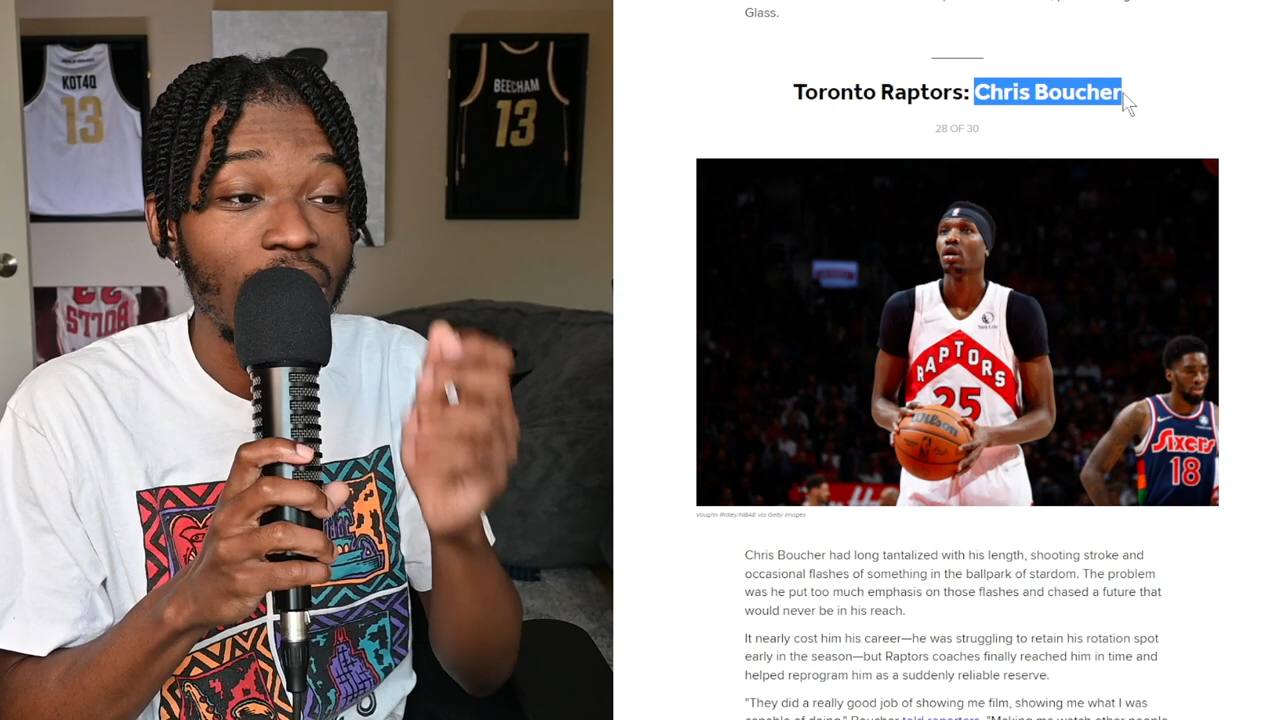 Glass.
Toronto Raptors: Chris Boucher
28 OF 30
KOT4Q
13
BEECHAM
13
RAPTORS
25
Wilson
SIXERS
18
Vaughn Ridley/NBAE via Getty Images
Chris Boucher had long tantalized with his length, shooting stroke and
occasional flashes of something in the ballpark of stardom. The problem
was he put too much emphasis on those flashes and chased a future that
would never be in his reach.
It nearly cost him his career—he was struggling to retain his rotation spot
early in the season—but Raptors coaches finally reached him in time and
helped reprogram him as a suddenly reliable reserve.
"They did a really good job of showing me film, showing me what I was